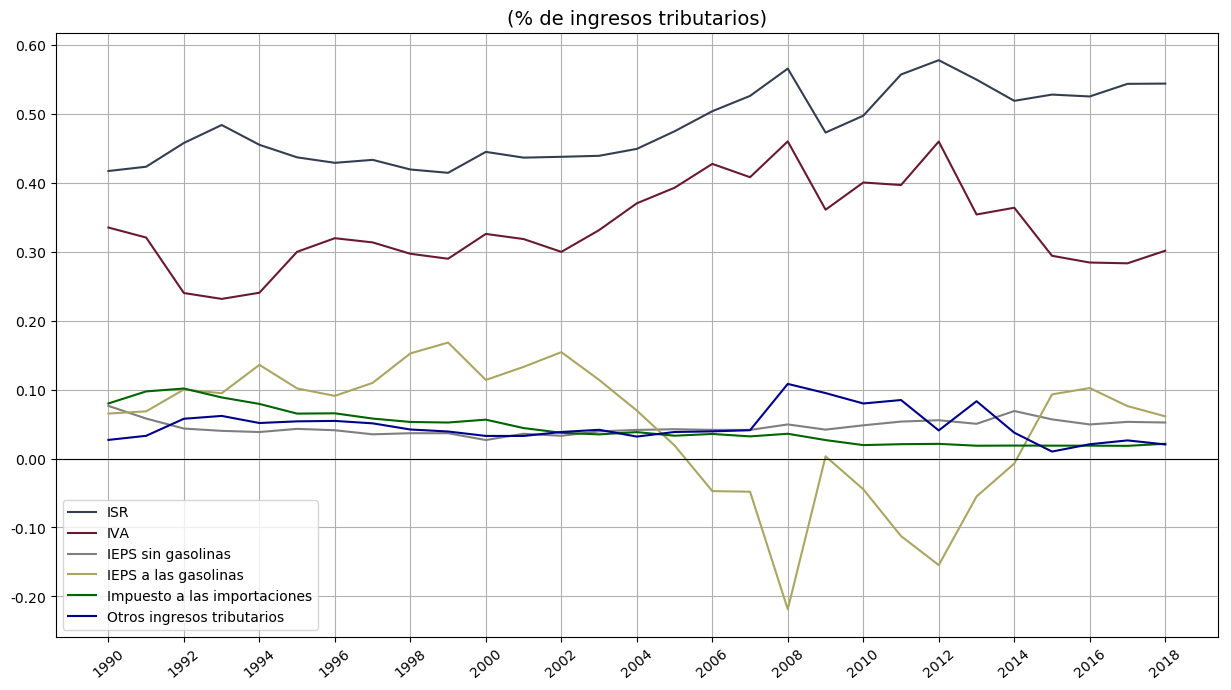 (% de ingresos tributarios)
0.60
0.50
0.40
0.30
0.20
0.10
0.00
-0.10
-0.20
ISR
IVA
IEPS sin gasolinas
IEPS a las gasolinas
Impuesto a las importaciones
Otros ingresos tributarios
1990 1992 1994 1996 1998 2000 2002 2004 2006 2008 2010 2012 2014 2016 2018